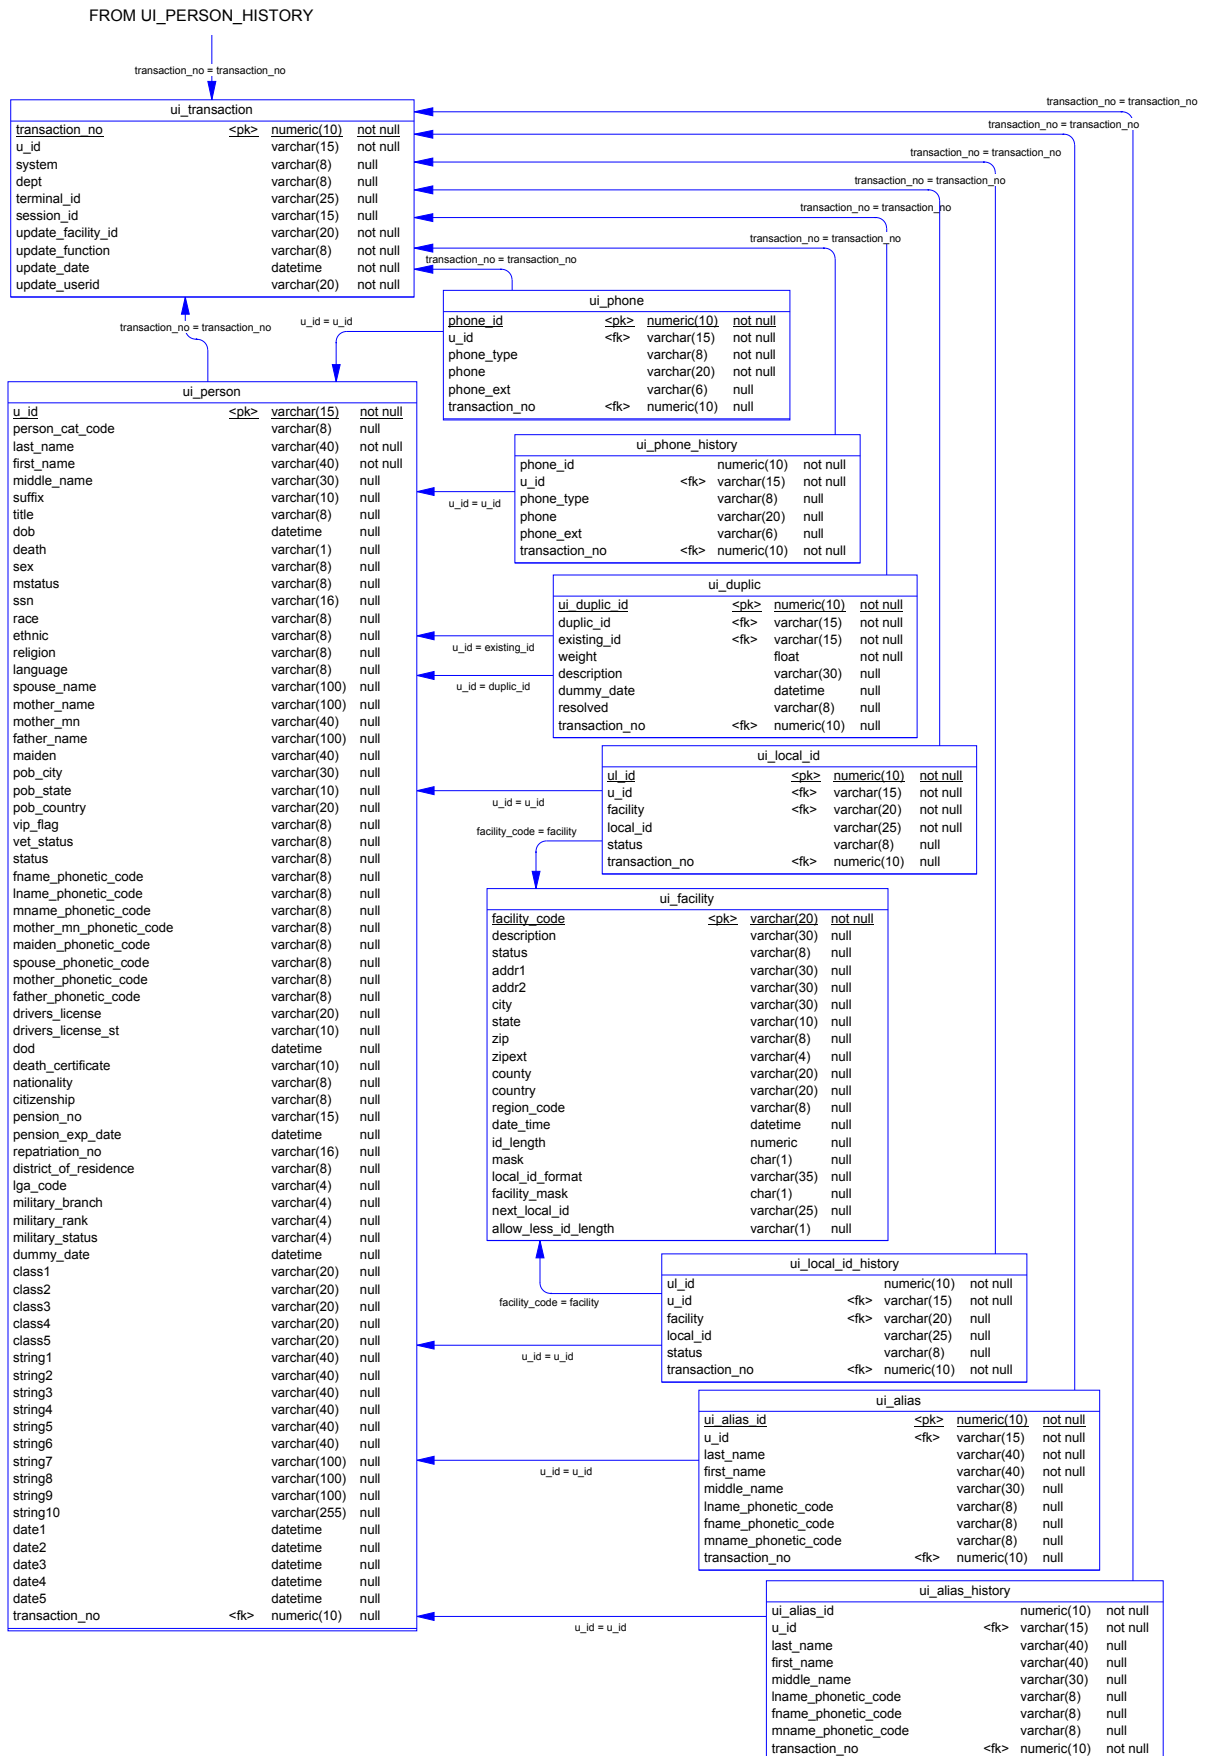 FROM UI_PERSON_HISTORY
transaction_no = transaction_no
ui_transaction
transaction_no <pk> numeric(10) not null
u_id varchar(15) not null
system varchar(8) null
dept varchar(8) null
terminal_id varchar(25) null
session_id varchar(15) null
update_facility_id varchar(20) not null
update_function varchar(8) not null
update_date datetime not null
update_userid varchar(20) not null
transaction_no = transaction_no
transaction_no = transaction_no
transaction_no = transaction_no
transaction_no = transaction_no
transaction_no = transaction_no
transaction_no = transaction_no
transaction_no = transaction_no
transaction_no = transaction_no
u_id = u_id
ui_phone
phone_id <pk> numeric(10) not null
u_id <fk> varchar(15) not null
phone_type varchar(8) not null
phone varchar(20) not null
phone_ext varchar(6) null
transaction_no <fk> numeric(10) null
ui_person
u_id <pk> varchar(15) not null
person_cat_code varchar(8) null
last_name varchar(40) not null
first_name varchar(40) not null
middle_name varchar(30) null
suffix varchar(10) null
title varchar(8) null
dob datetime null
death varchar(1) null
sex varchar(8) null
mstatus varchar(8) null
ssn varchar(16) null
race varchar(8) null
ethnic varchar(8) null
religion varchar(8) null
language varchar(8) null
spouse_name varchar(100) null
mother_name varchar(100) null
mother_mn varchar(40) null
father_name varchar(100) null
maiden varchar(40) null
pob_city varchar(30) null
pob_state varchar(10) null
pob_country varchar(20) null
vip_flag varchar(8) null
vet_status varchar(8) null
status varchar(8) null
fname_phonetic_code varchar(8) null
lname_phonetic_code varchar(8) null
mname_phonetic_code varchar(8) null
mother_mn_phonetic_code varchar(8) null
maiden_phonetic_code varchar(8) null
spouse_phonetic_code varchar(8) null
mother_phonetic_code varchar(8) null
father_phonetic_code varchar(8) null
drivers_license varchar(20) null
drivers_license_st varchar(10) null
dod datetime null
death_certificate varchar(10) null
nationality varchar(8) null
citizenship varchar(8) null
pension_no varchar(15) null
pension_exp_date datetime null
repatriation_no varchar(16) null
district_of_residence varchar(8) null
lga_code varchar(4) null
military_branch varchar(4) null
military_rank varchar(4) null
military_status varchar(4) null
dummy_date datetime null
class1 varchar(20) null
class2 varchar(20) null
class3 varchar(20) null
class4 varchar(20) null
class5 varchar(20) null
string1 varchar(40) null
string2 varchar(40) null
string3 varchar(40) null
string4 varchar(40) null
string5 varchar(40) null
string6 varchar(40) null
string7 varchar(100) null
string8 varchar(100) null
string9 varchar(100) null
string10 varchar(255) null
date1 datetime null
date2 datetime null
date3 datetime null
date4 datetime null
date5 datetime null
transaction_no <fk> numeric(10) null
ui_phone_history
phone_id numeric(10) not null
u_id <fk> varchar(15) not null
phone_type varchar(8) null
phone varchar(20) null
phone_ext varchar(6) null
transaction_no <fk> numeric(10) not null
u_id = u_id
ui_duplic
ui_duplic_id <pk> numeric(10) not null
duplic_id <fk> varchar(15) not null
existing_id <fk> varchar(15) not null
weight float not null
description varchar(30) null
dummy_date datetime null
resolved varchar(8) null
transaction_no <fk> numeric(10) null
u_id = existing_id
u_id = duplic_id
ui_local_id
ul_id <pk> numeric(10) not null
u_id <fk> varchar(15) not null
facility <fk> varchar(20) not null
local_id varchar(25) not null
status varchar(8) null
transaction_no <fk> numeric(10) null
u_id = u_id
facility_code = facility
ui_facility
facility_code <pk> varchar(20) not null
description varchar(30) null
status varchar(8) null
addr1 varchar(30) null
addr2 varchar(30) null
city varchar(30) null
state varchar(10) null
zip varchar(8) null
zipext varchar(4) null
county varchar(20) null
country varchar(20) null
region_code varchar(8) null
date_time datetime null
id_length numeric null
mask char(1) null
local_id_format varchar(35) null
facility_mask char(1) null
next_local_id varchar(25) null
allow_less_id_length varchar(1) null
ui_local_id_history
ul_id numeric(10) not null
u_id <fk> varchar(15) not null
facility <fk> varchar(20) null
local_id varchar(25) null
status varchar(8) null
transaction_no <fk> numeric(10) not null
facility_code = facility
u_id = u_id
ui_alias
ui_alias_id <pk> numeric(10) not null
u_id <fk> varchar(15) not null
last_name varchar(40) not null
first_name varchar(40) not null
middle_name varchar(30) null
lname_phonetic_code varchar(8) null
fname_phonetic_code varchar(8) null
mname_phonetic_code varchar(8) null
transaction_no <fk> numeric(10) null
u_id = u_id
ui_alias_history
ui_alias_id numeric(10) not null
u_id <fk> varchar(15) not null
last_name varchar(40) null
first_name varchar(40) null
middle_name varchar(30) null
lname_phonetic_code varchar(8) null
fname_phonetic_code varchar(8) null
mname_phonetic_code varchar(8) null
transaction_no <fk> numeric(10) not null
u_id = u_id